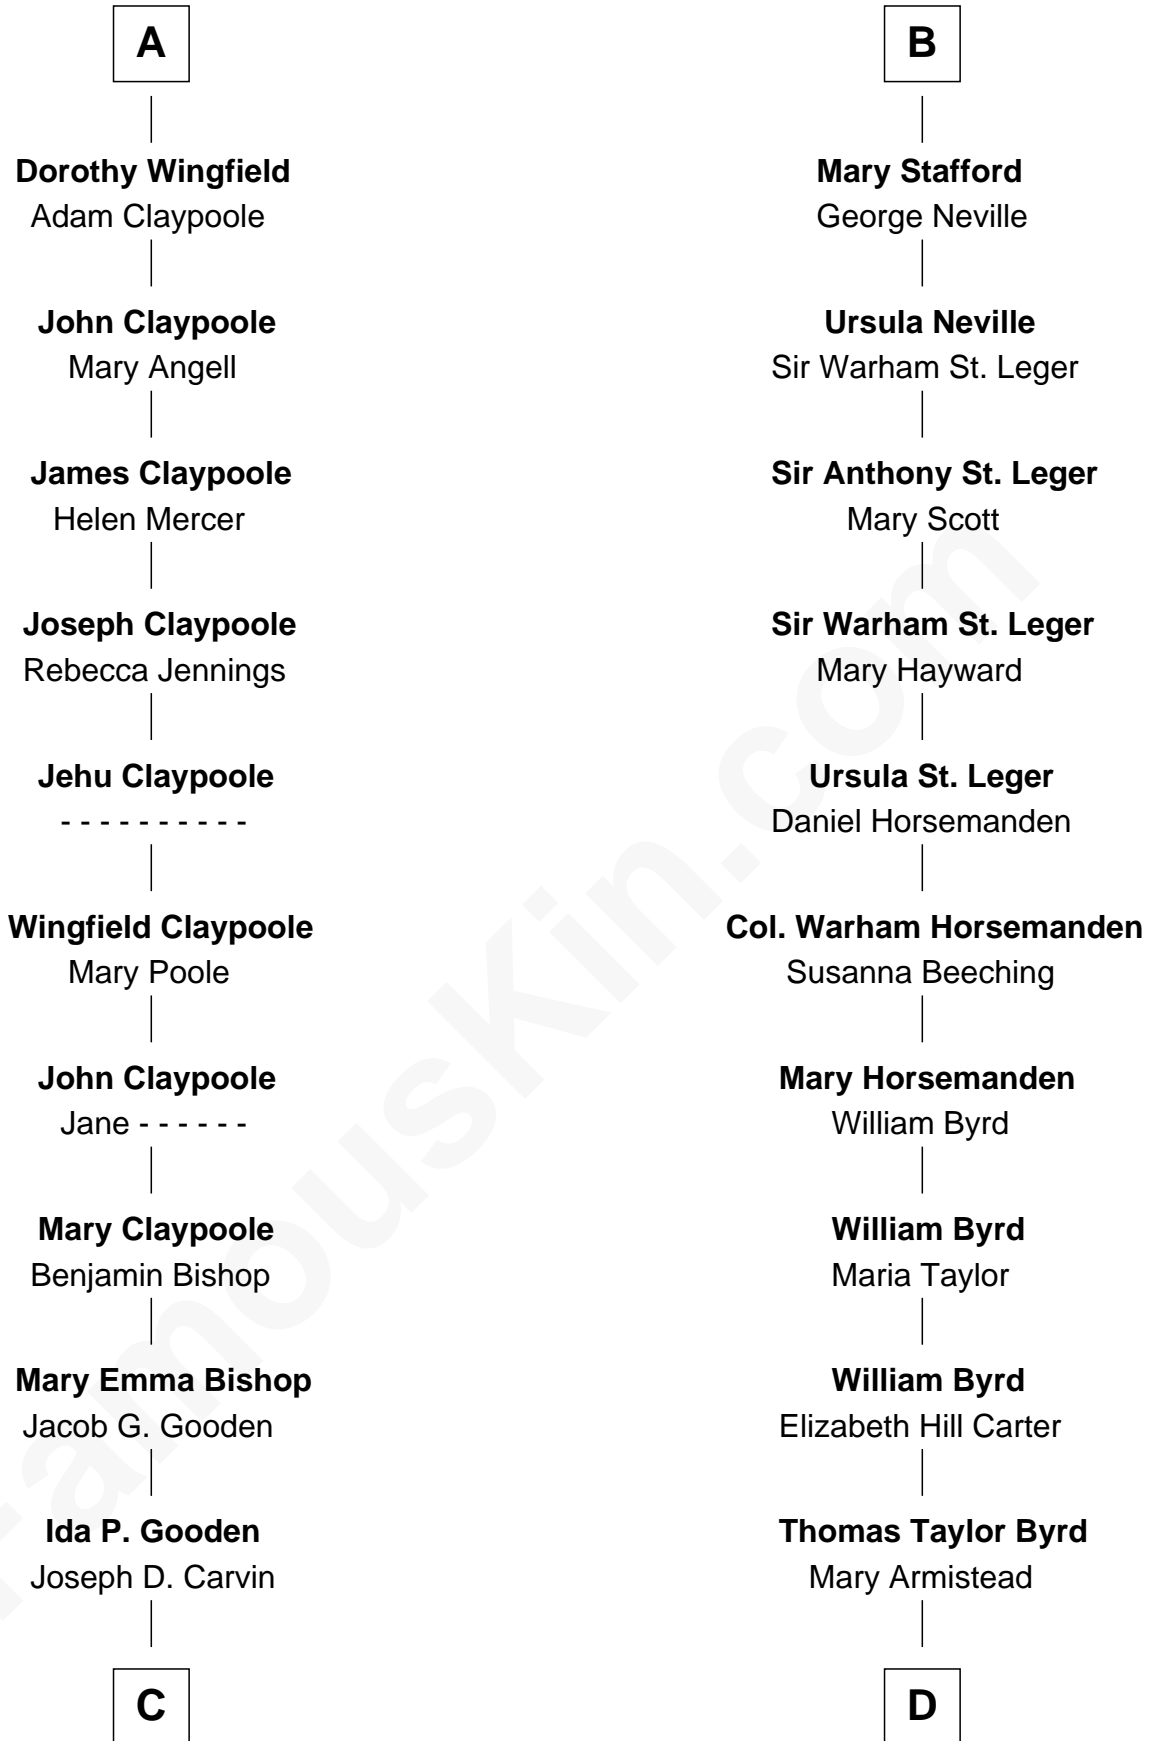 A
Dorothy Wingfield
Adam Claypoole
John Claypoole
Mary Angell
James Claypoole
Helen Mercer
Joseph Claypoole
Rebecca Jennings
Jehu Claypoole
- - - - - - - - - -
Wingfield Claypoole
Mary Poole
John Claypoole
Jane - - - - - -
Mary Claypoole
Benjamin Bishop
Mary Emma Bishop
Jacob G. Gooden
Ida P. Gooden
Joseph D. Carvin
C
B
Mary Stafford
George Neville
Ursula Neville
Sir Warham St. Leger
Sir Anthony St. Leger
Mary Scott
Sir Warham St. Leger
Mary Hayward
Ursula St. Leger
Daniel Horsemanden
Col. Warham Horsemanden
Susanna Beeching
Mary Horsemanden
William Byrd
William Byrd
Maria Taylor
William Byrd
Elizabeth Hill Carter
Thomas Taylor Byrd
Mary Armistead
D
FamousKin.com